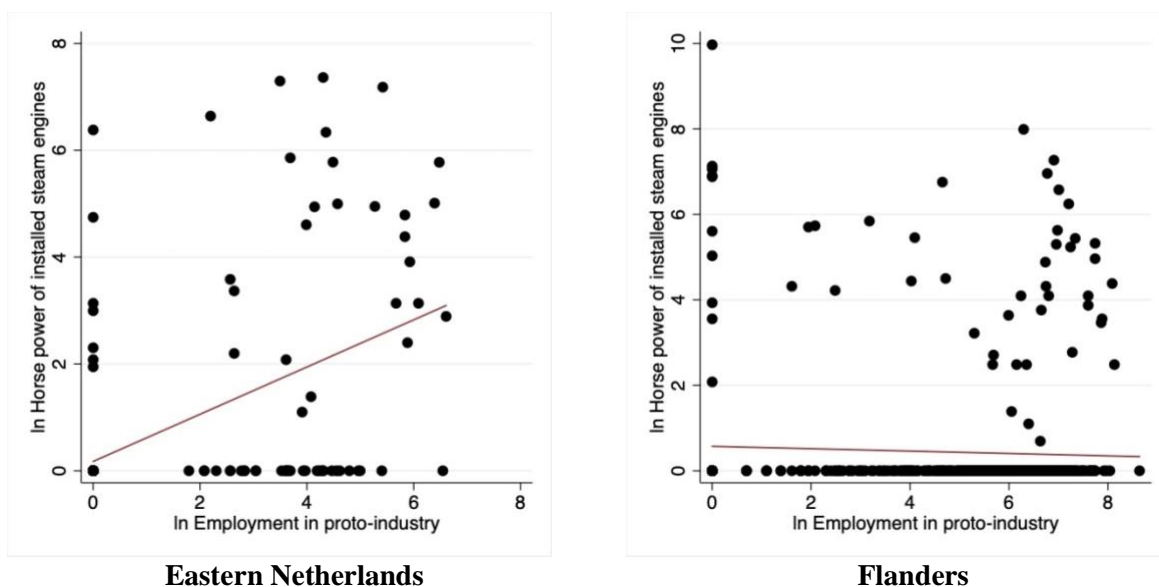 ln Horse power of installed steam engines
8
6
4
2
0
0 2 4 6 8
ln Employment in proto-industry
Eastern Netherlands
ln Horse power of installed steam engines
10
8
6
4
2
0
0 2 4 6 8
ln Employment in proto-industry
Flanders